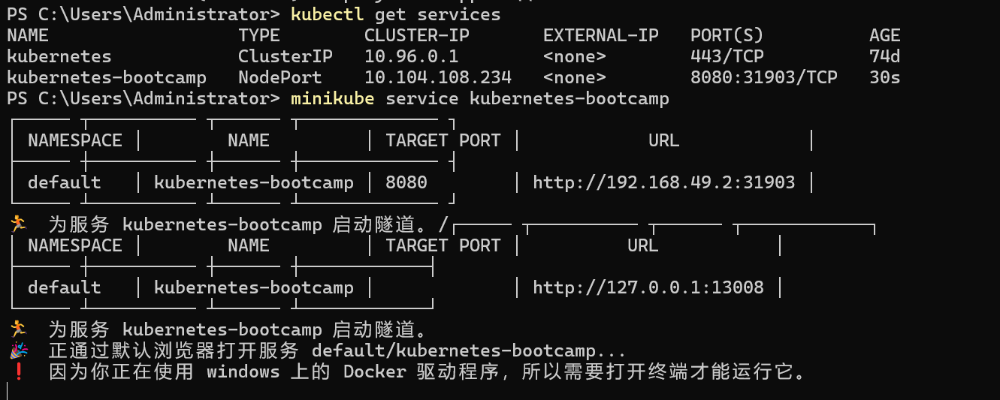 PS C:\Users\Administrator> kubectl get services
NAME                  TYPE        CLUSTER-IP       EXTERNAL-IP   PORT(S)          AGE
kubernetes            ClusterIP   10.96.0.1        <none>        443/TCP          74d
kubernetes-bootcamp   NodePort    10.104.108.234   <none>        8080:31903/TCP   30s
PS C:\Users\Administrator> minikube service kubernetes-bootcamp
| NAMESPACE |        NAME         | TARGET PORT |            URL            |
| default   | kubernetes-bootcamp | 8080        | http://192.168.49.2:31903 |
🏃  为服务 kubernetes-bootcamp 启动隧道。/
| NAMESPACE |        NAME         | TARGET PORT |          URL           |
| default   | kubernetes-bootcamp |             | http://127.0.0.1:13008 |
🏃  为服务 kubernetes-bootcamp 启动隧道。
🎉  正通过默认浏览器打开服务 default/kubernetes-bootcamp...
❗  因为你正在使用 windows 上的 Docker 驱动程序，所以需要打开终端才能运行它。